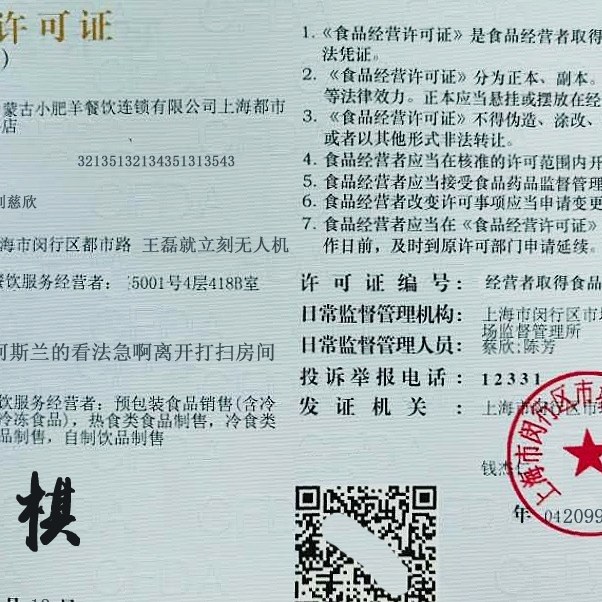 许可证
)
蒙古小肥羊餐饮连锁有限公司上海都市
店
32135132134351313543
刘慈欣
海市闵行区都市路 王磊就立刻无人机
餐饮服务经营者: 5001号4层418B室
阿斯兰的看法急啊离开打扫房间
饮服务经营者: 预包装食品销售(含冷
冷冻食品), 热食类食品制售, 冷食类
品制售, 自制饮品制售
棋
1. 《食品经营许可证》是食品经营者取得
法凭证。
2. 《食品经营许可证》分为正本、副本。
等法律效力。正本应当悬挂或摆放在经
3. 《食品经营许可证》不得伪造、涂改、
或者以其他形式非法转让。
4. 食品经营者应当在核准的许可范围内开
5. 食品经营者应当接受食品药品监督管理
6. 食品经营者改变许可事项应当申请变更
7. 食品经营者应当在《食品经营许可证》
作日前, 及时到原许可部门申请延续。
许可证编号: 经营者取得食品
日常监督管理机构: 上海市闵行区市场
场监督管理所
日常监督管理人员: 蔡欣;陈芳
投诉举报电话: 12331
发证机关: 上海市闵行区市
钱杰仁
年 042099
上海市闵行区市